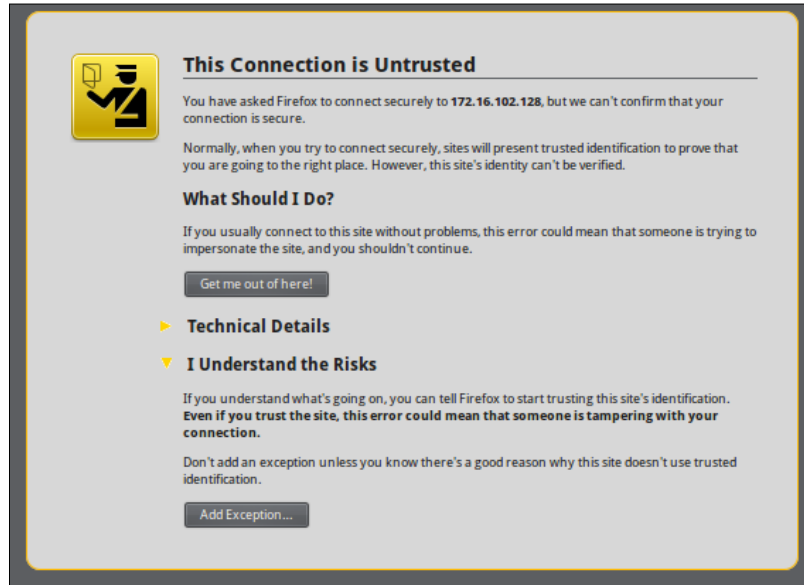 This Connection is Untrusted
You have asked Firefox to connect securely to 172.16.102.128, but we can't confirm that your
connection is secure.
Normally, when you try to connect securely, sites will present trusted identification to prove that
you are going to the right place. However, this site's identity can't be verified.
What Should I Do?
If you usually connect to this site without problems, this error could mean that someone is trying to
impersonate the site, and you shouldn't continue.
Get me out of here!
Technical Details
I Understand the Risks
If you understand what's going on, you can tell Firefox to start trusting this site's identification.
Even if you trust the site, this error could mean that someone is tampering with your
connection.
Don't add an exception unless you know there's a good reason why this site doesn't use trusted
identification.
Add Exception...